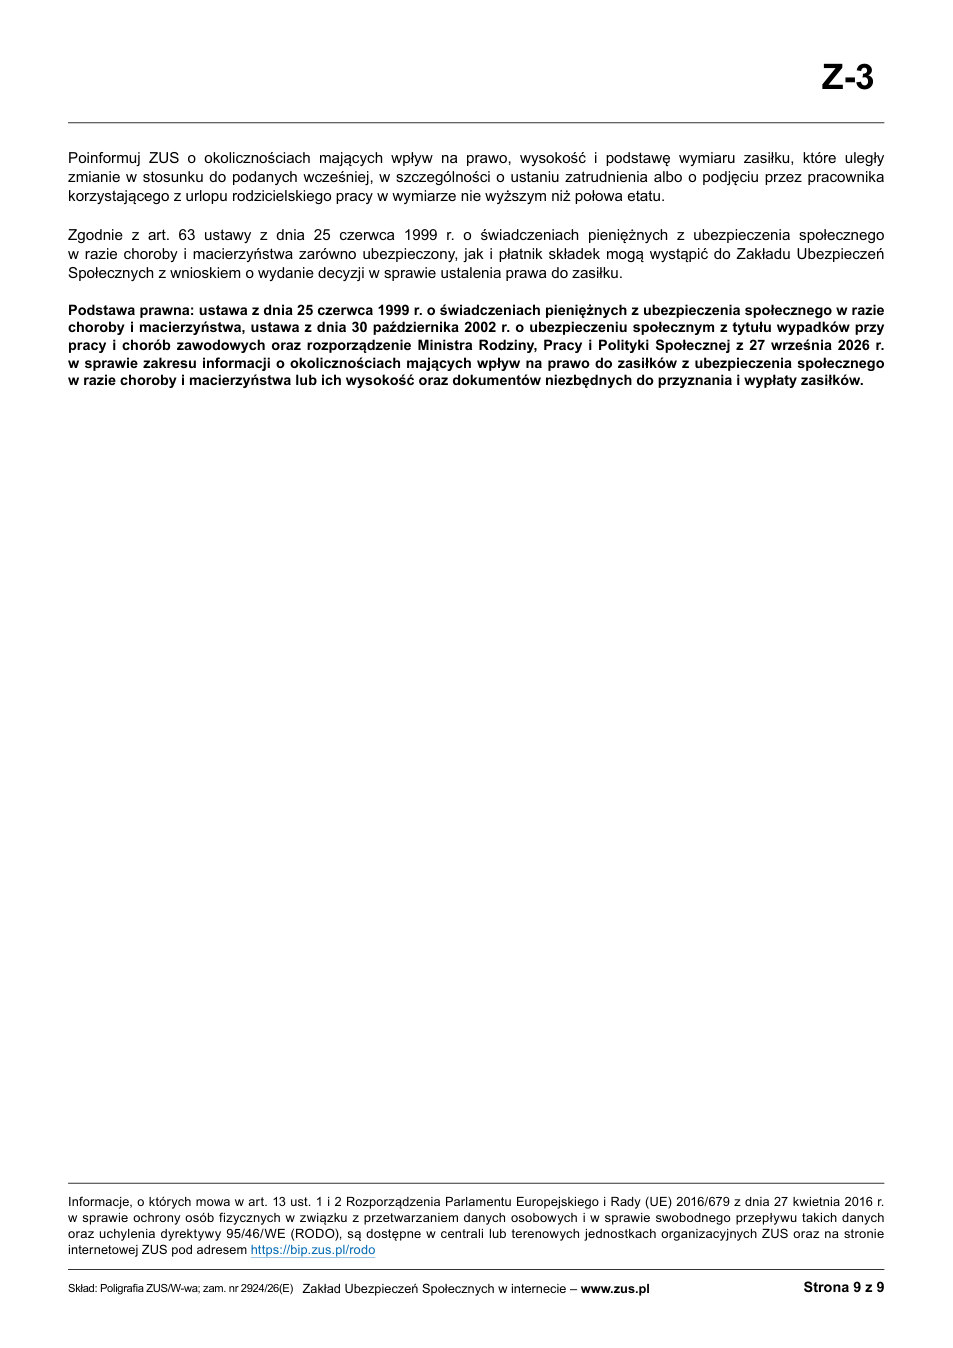 Z-3
Poinformuj ZUS o okolicznościach mających wpływ na prawo, wysokość i podstawę wymiaru zasiłku, które uległy
zmianie w stosunku do podanych wcześniej, w szczególności o ustaniu zatrudnienia albo o podjęciu przez pracownika
korzystającego z urlopu rodzicielskiego pracy w wymiarze nie wyższym niż połowa etatu.
Zgodnie z art. 63 ustawy z dnia 25 czerwca 1999 r. o świadczeniach pieniężnych z ubezpieczenia społecznego
w razie choroby i macierzyństwa zarówno ubezpieczony, jak i płatnik składek mogą wystąpić do Zakładu Ubezpieczeń
Społecznych z wnioskiem o wydanie decyzji w sprawie ustalenia prawa do zasiłku.
Podstawa prawna: ustawa z dnia 25 czerwca 1999 r. o świadczeniach pieniężnych z ubezpieczenia społecznego w razie
choroby i macierzyństwa, ustawa z dnia 30 października 2002 r. o ubezpieczeniu społecznym z tytułu wypadków przy
pracy i chorób zawodowych oraz rozporządzenie Ministra Rodziny, Pracy i Polityki Społecznej z 27 września 2026 r.
w sprawie zakresu informacji o okolicznościach mających wpływ na prawo do zasiłków z ubezpieczenia społecznego
w razie choroby i macierzyństwa lub ich wysokość oraz dokumentów niezbędnych do przyznania i wypłaty zasiłków.
Informacje, o których mowa w art. 13 ust. 1 i 2 Rozporządzenia Parlamentu Europejskiego i Rady (UE) 2016/679 z dnia 27 kwietnia 2016 r.
w sprawie ochrony osób fizycznych w związku z przetwarzaniem danych osobowych i w sprawie swobodnego przepływu takich danych
oraz uchylenia dyrektywy 95/46/WE (RODO), są dostępne w centrali lub terenowych jednostkach organizacyjnych ZUS oraz na stronie
internetowej ZUS pod adresem https://bip.zus.pl/rodo
Skład: Poligrafia ZUS/W-wa; zam. nr 2924/26(E) Zakład Ubezpieczeń Społecznych w internecie – www.zus.pl Strona 9 z 9